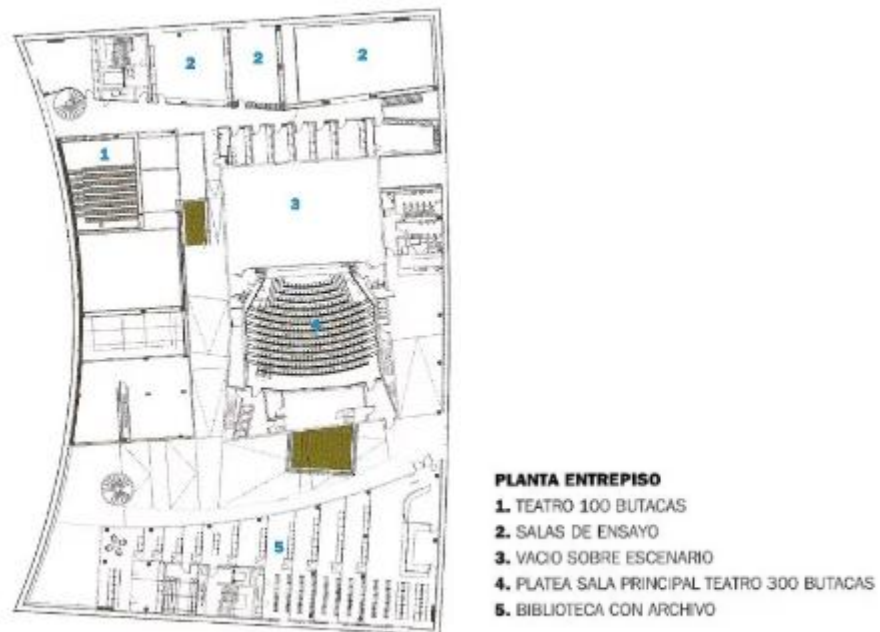 2
2
2
1
3
4
5
PLANTA ENTREPISO
1. TEATRO 100 BUTACAS
2. SALAS DE ENSAYO
3. VACIO SOBRE ESCENARIO
4. PLATEA SALA PRINCIPAL TEATRO 300 BUTACAS
5. BIBLIOTECA CON ARCHIVO